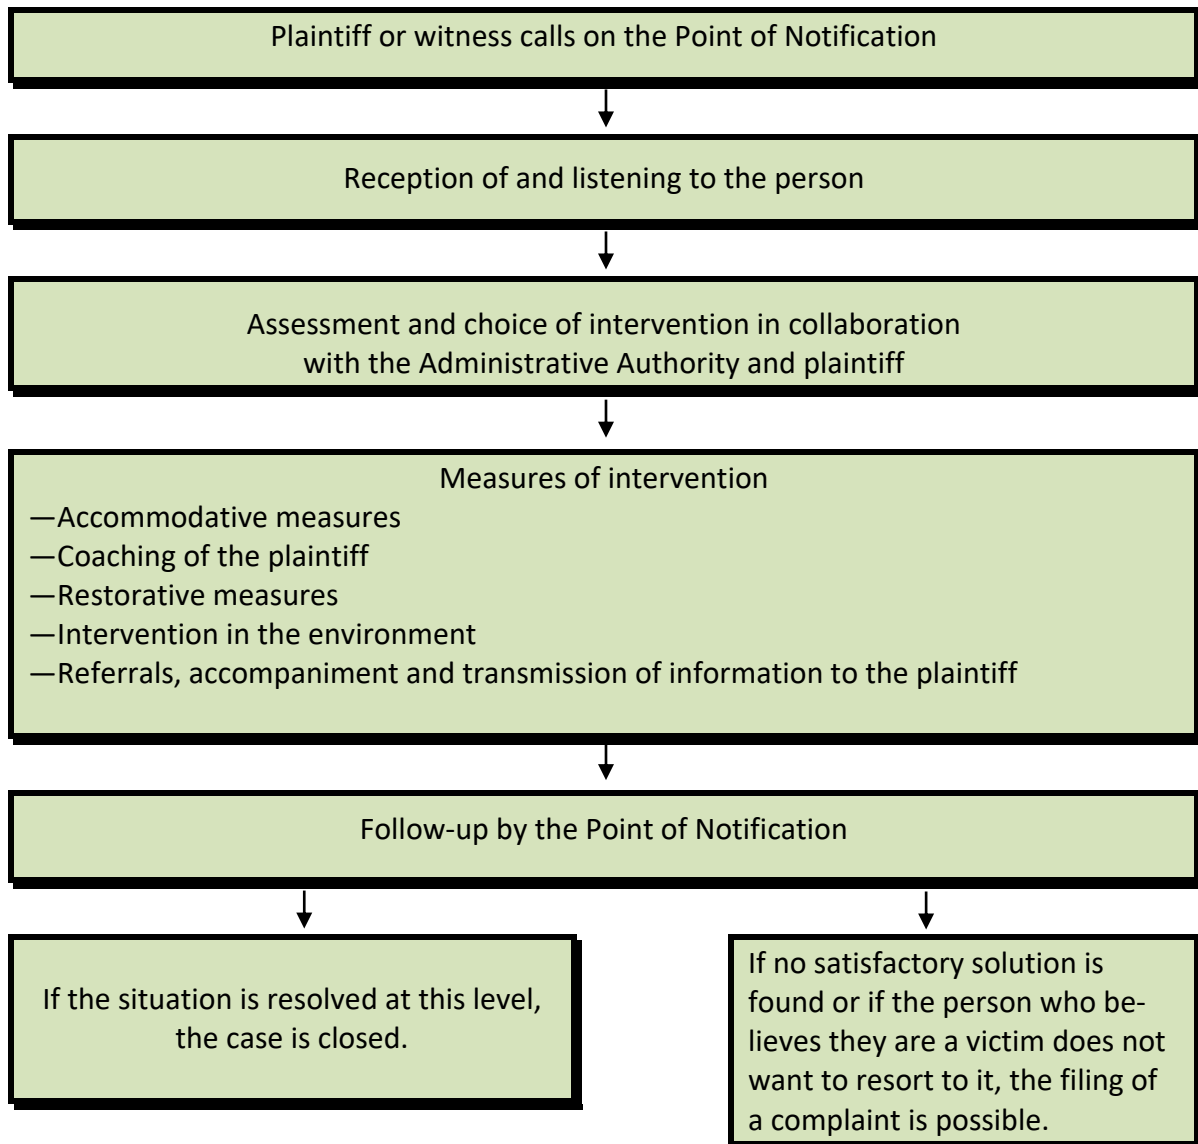 Plaintiff or witness calls on the Point of Notification
Reception of and listening to the person
Assessment and choice of intervention in collaboration
with the Administrative Authority and plaintiff
Measures of intervention
—Accommodative measures
—Coaching of the plaintiff
—Restorative measures
—Intervention in the environment
—Referrals, accompaniment and transmission of information to the plaintiff
Follow-up by the Point of Notification
If the situation is resolved at this level,
the case is closed.
If no satisfactory solution is
found or if the person who be-
lieves they are a victim does not
want to resort to it, the filing of
a complaint is possible.